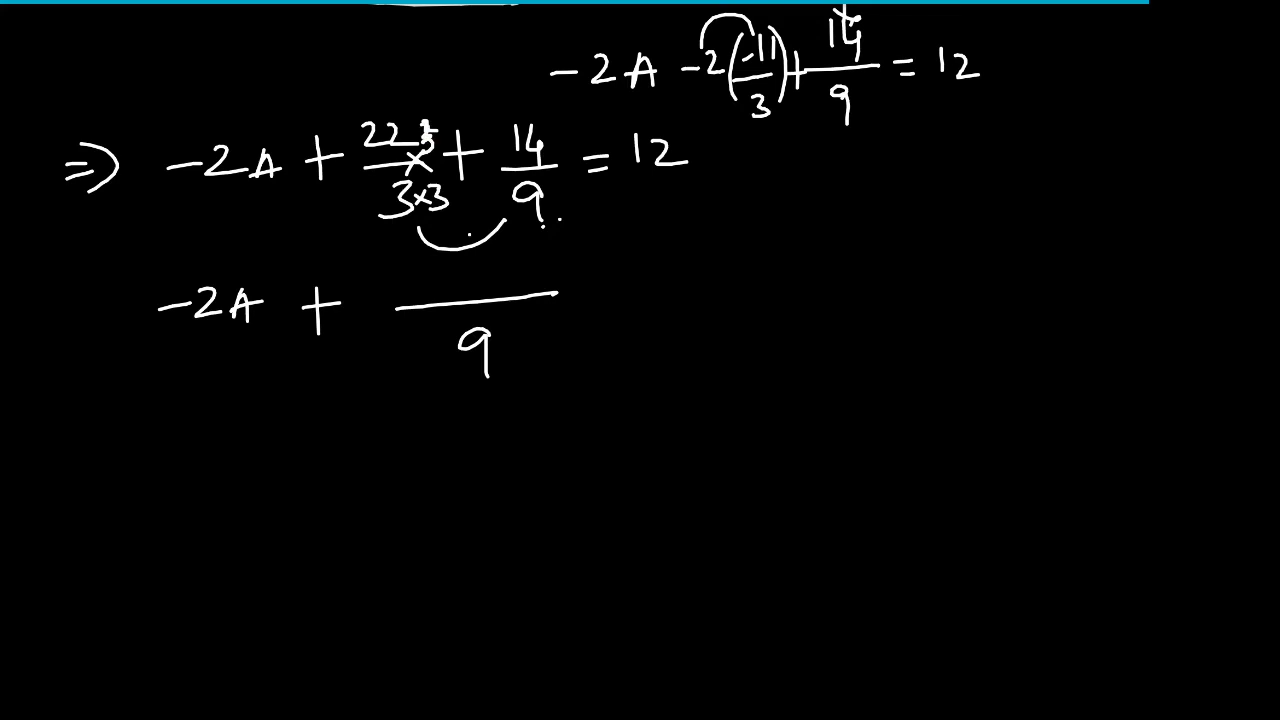 -2A -2(-11/3) + 14/9 = 12
⇒ -2A + 22×3/3×3 + 14/9 = 12
-2A + /9